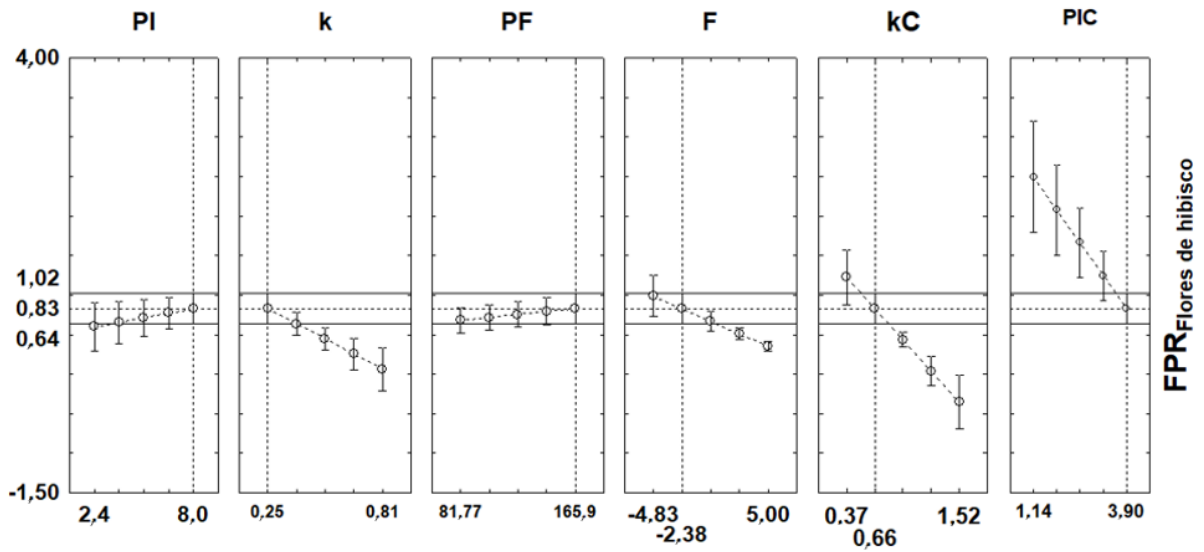 PI k PF F kC PIC
4,00
1,02
0,83
0,64
-1,50
2,4 8,0 0,25 0,81 81,77 165,9 -4,83 5,00 0,37 1,52 1,14 3,90
-2,38 0,66
FPR Flores de hibisco